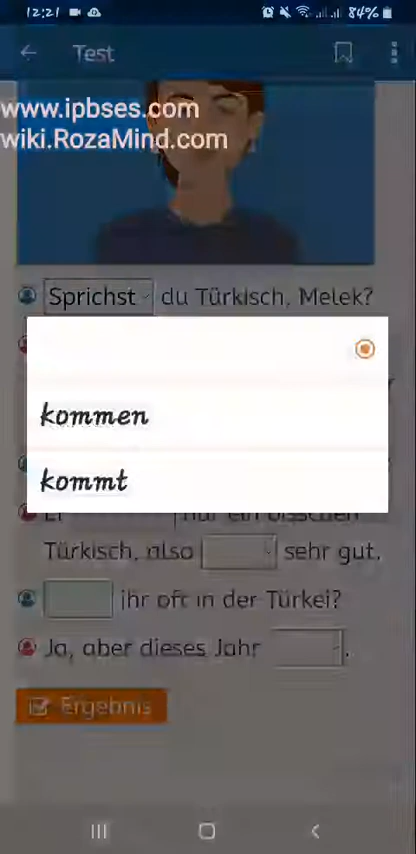 12:21 84%
Test
www.ipbses.com
wiki.RozaMind.com
Sprichst du Türkisch, Melek?
kommen
kommt
Er nur ein bisschen
Türkisch, also sehr gut.
ihr oft in der Türkei?
Ja, aber dieses Jahr .
Ergebnis